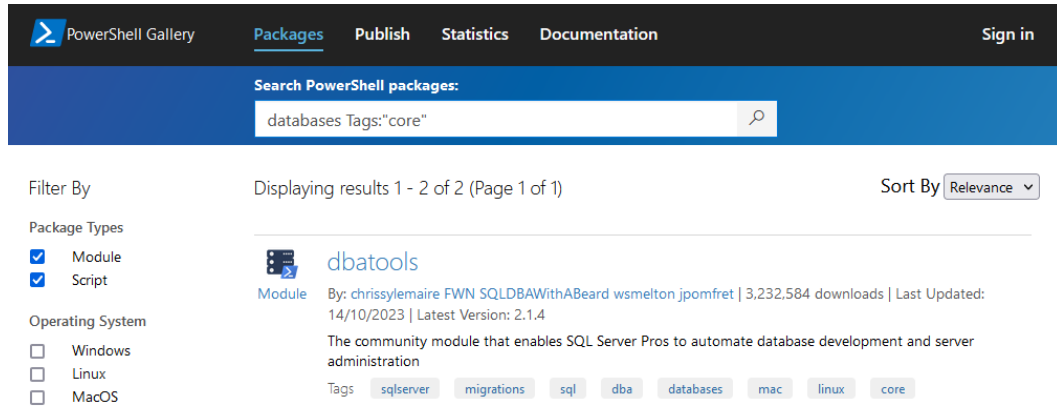 PowerShell Gallery Packages Publish Statistics Documentation Sign in
Search PowerShell packages:
databases Tags:"core"
Filter By
Package Types
Module
Script
Operating System
Windows
Linux
MacOS
Displaying results 1 - 2 of 2 (Page 1 of 1)
Sort By Relevance
dbatools
Module
By: chrissylemaire FWN SQLDBAWithABeard wsmelton jpomfret | 3,232,584 downloads | Last Updated:
14/10/2023 | Latest Version: 2.1.4
The community module that enables SQL Server Pros to automate database development and server
administration
Tags sqlserver migrations sql dba databases mac linux core